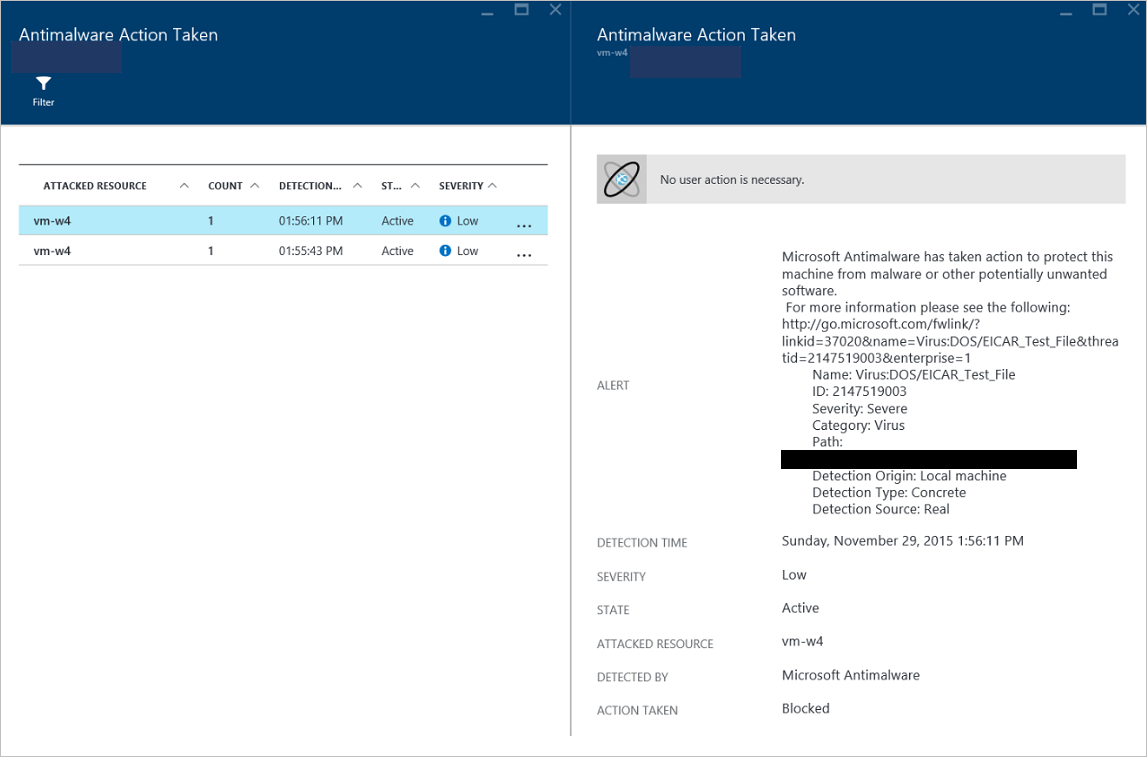 Antimalware Action Taken
Filter
ATTACKED RESOURCE COUNT DETECTION... ST... SEVERITY
vm-w4 1 01:56:11 PM Active Low ...
vm-w4 1 01:55:43 PM Active Low ...
Antimalware Action Taken
vm-w4
No user action is necessary.
ALERT
Microsoft Antimalware has taken action to protect this
machine from malware or other potentially unwanted
software.
For more information please see the following:
http://go.microsoft.com/fwlink/?
linkid=37020&name=Virus:DOS/EICAR_Test_File&threa
tid=2147519003&enterprise=1
Name: Virus:DOS/EICAR_Test_File
ID: 2147519003
Severity: Severe
Category: Virus
Path:
Detection Origin: Local machine
Detection Type: Concrete
Detection Source: Real
DETECTION TIME Sunday, November 29, 2015 1:56:11 PM
SEVERITY Low
STATE Active
ATTACKED RESOURCE vm-w4
DETECTED BY Microsoft Antimalware
ACTION TAKEN Blocked